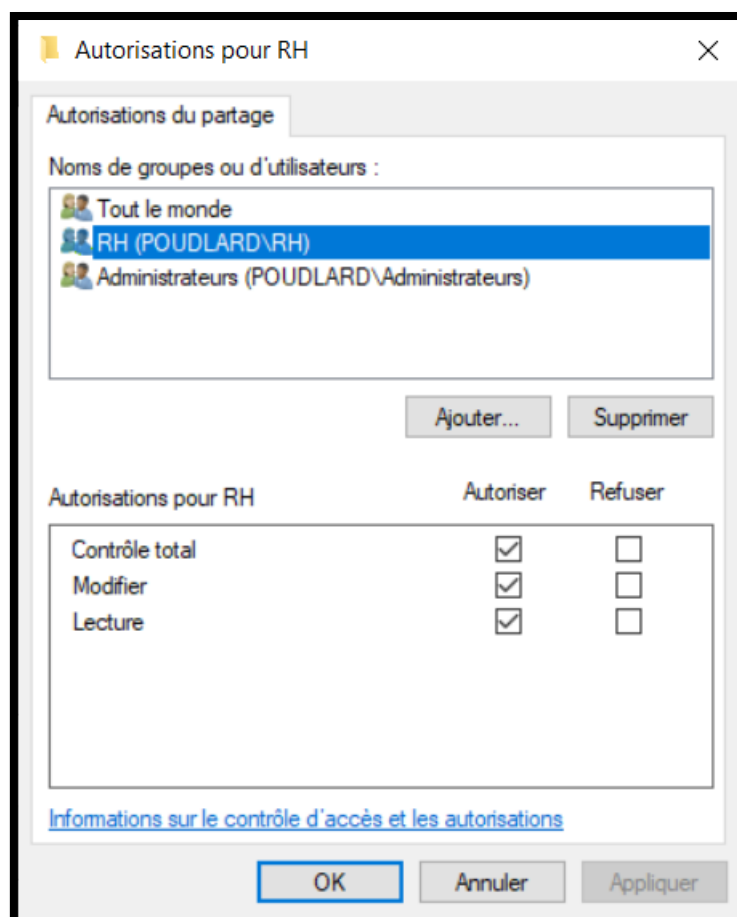 Autorisations pour RH
Autorisations du partage
Noms de groupes ou d'utilisateurs :
Tout le monde
RH (POUDLARD\RH)
Administrateurs (POUDLARD\Administrateurs)
Ajouter... Supprimer
Autorisations pour RH Autoriser Refuser
Contrôle total
Modifier
Lecture
Informations sur le contrôle d'accès et les autorisations
OK Annuler Appliquer